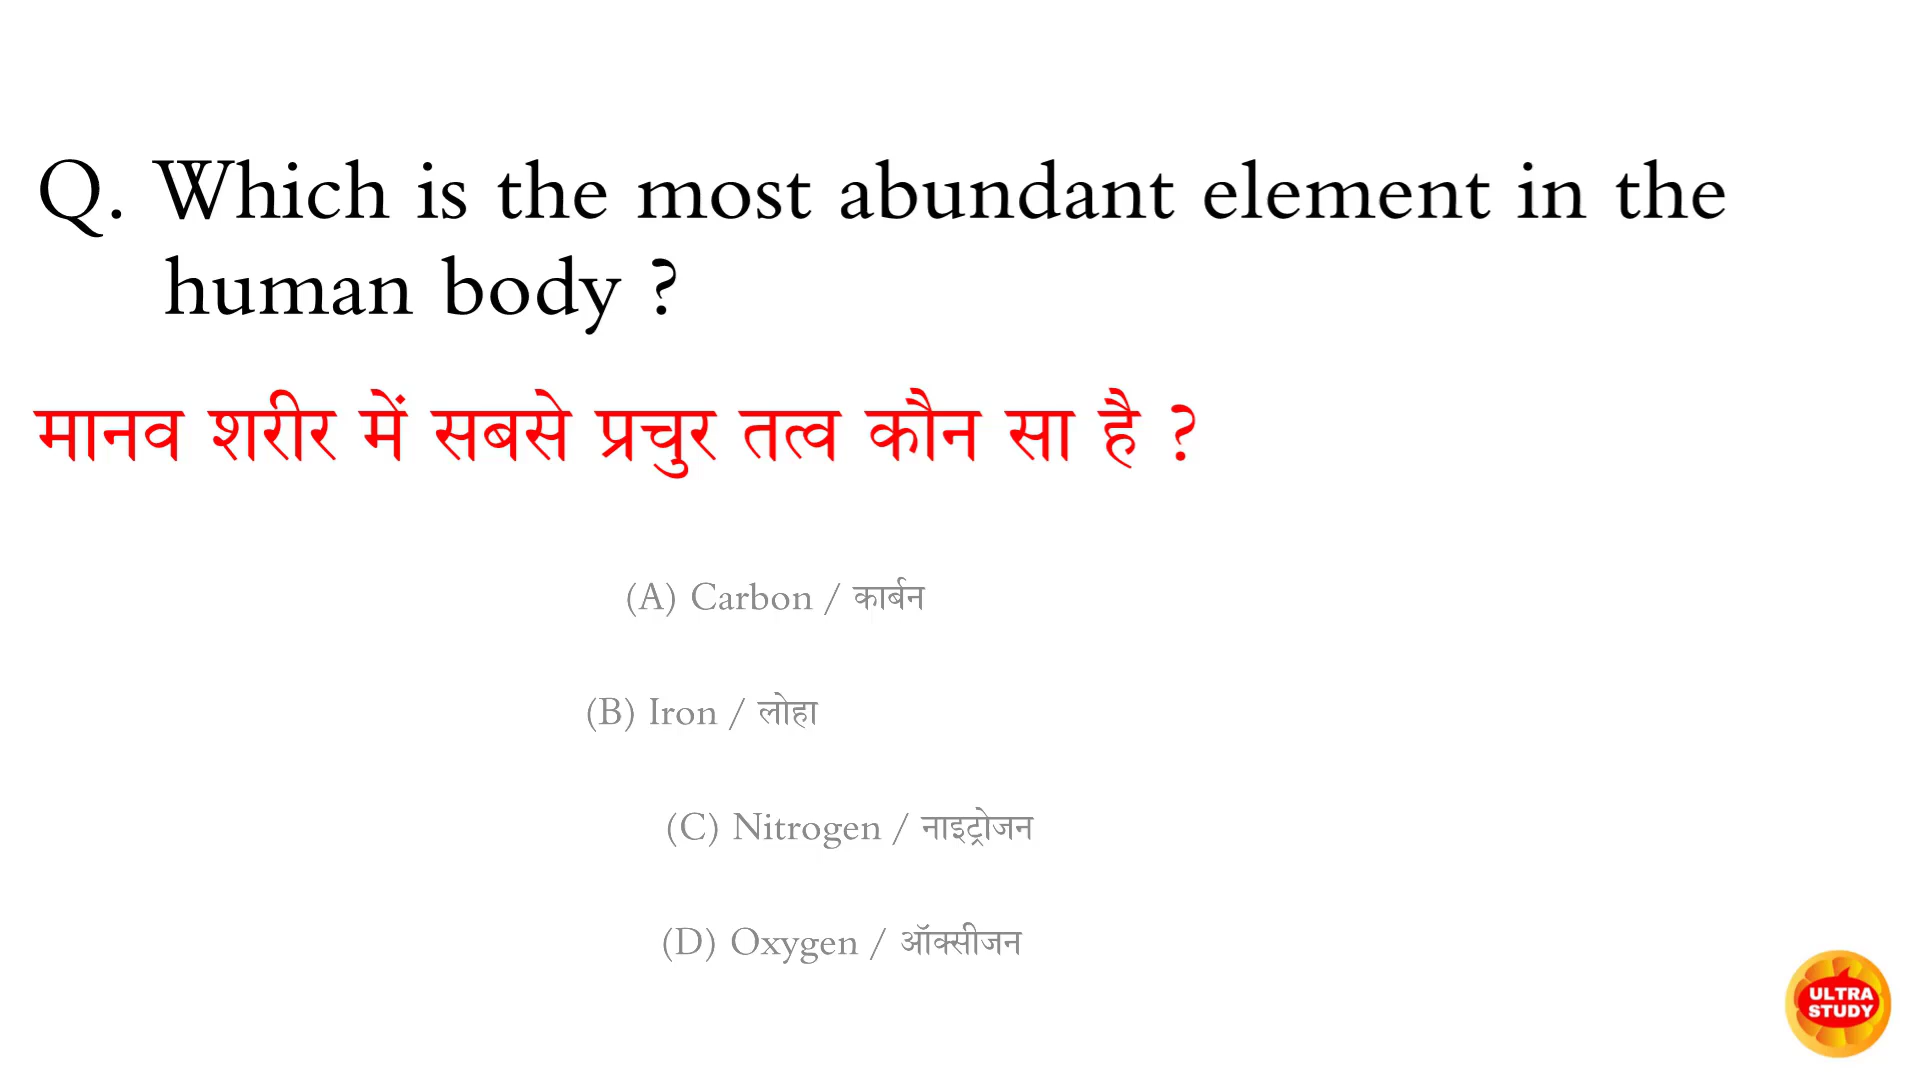 Q. Which is the most abundant element in the
human body ?
मानव शरीर में सबसे प्रचुर तत्व कौन सा है ?
(A) Carbon / कार्बन
(B) Iron / लोहा
(C) Nitrogen / नाइट्रोजन
(D) Oxygen / ऑक्सीजन
ULTRA
STUDY